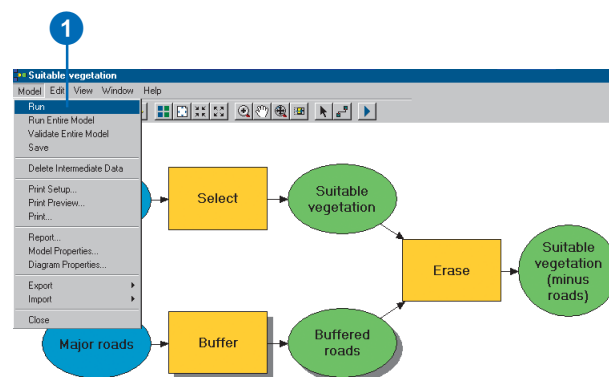 1
Suitable vegetation
Model Edit View Window Help
Run
Run Entire Model
Validate Entire Model
Save
Delete Intermediate Data
Print Setup...
Print Preview...
Print...
Report...
Model Properties...
Diagram Properties...
Export
Import
Close
Select
Suitable
vegetation
Erase
Suitable
vegetation
(minus
roads)
Major roads
Buffer
Buffered
roads